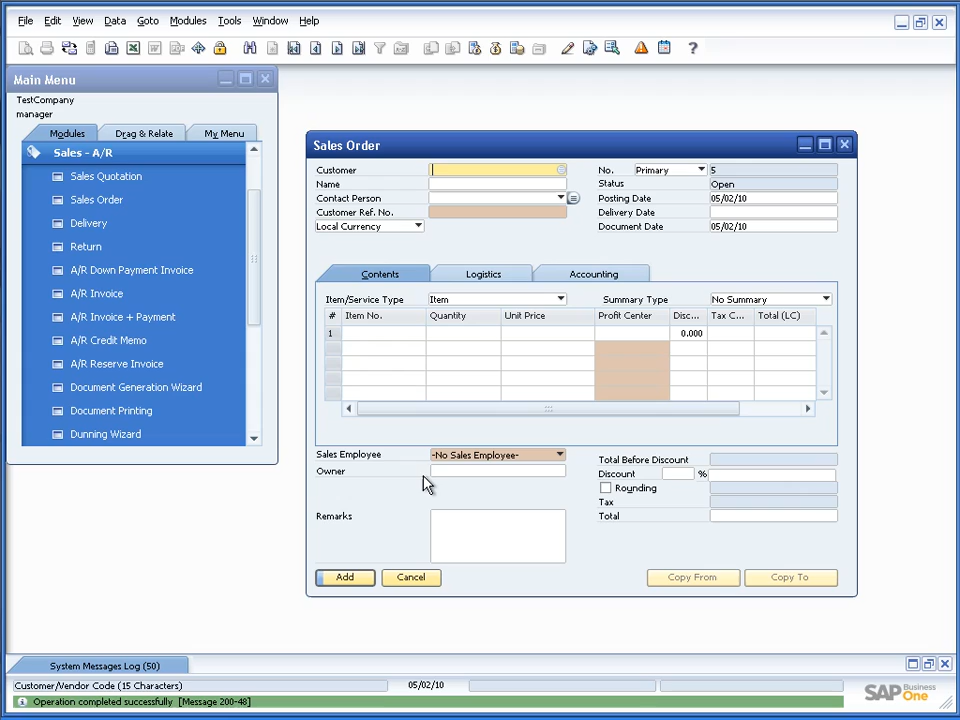 File Edit View Data Goto Modules Tools Window Help
Main Menu
TestCompany
manager
Modules Drag & Relate My Menu
Sales - A/R
Sales Quotation
Sales Order
Delivery
Return
A/R Down Payment Invoice
A/R Invoice
A/R Invoice + Payment
A/R Credit Memo
A/R Reserve Invoice
Document Generation Wizard
Document Printing
Dunning Wizard
Sales Order
Customer
Name
Contact Person
Customer Ref. No.
Local Currency
No. Primary 5
Status Open
Posting Date 05/02/10
Delivery Date
Document Date 05/02/10
Contents Logistics Accounting
Item/Service Type Item Summary Type No Summary
# Item No. Quantity Unit Price Profit Center Disc... Tax C... Total (LC)
1 0.000
Sales Employee -No Sales Employee-
Owner
Remarks
Total Before Discount
Discount %
Rounding
Tax
Total
Add Cancel Copy From Copy To
System Messages Log (50)
Customer/Vendor Code (15 Characters) 05/02/10
Operation completed successfully [Message 200-48]
SAP Business One